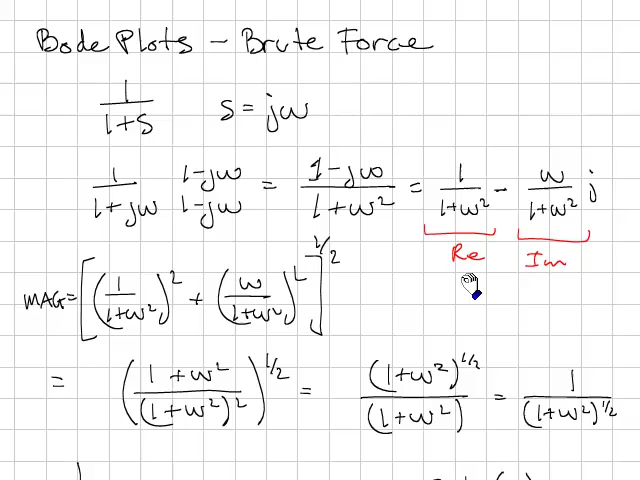 Bode Plots – Brute Force
1/(1+s) s = jω
1/(1+jω) (1-jω)/(1-jω) = (1-jω)/(1+ω²) = 1/(1+ω²) - ω/(1+ω²) j
Re Im
MAG = [(1/(1+ω²))² + (ω/(1+ω²))²]^1/2
= ((1+ω²)/(1+ω²)²)^1/2 = (1+ω²)^1/2/(1+ω²) = 1/(1+ω²)^1/2